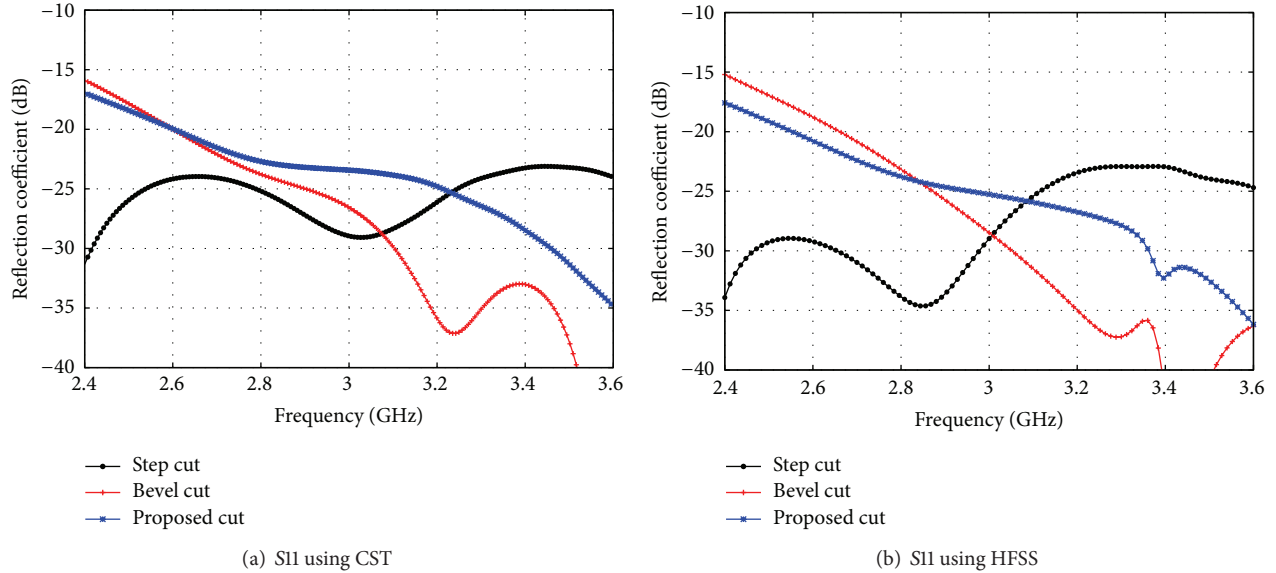 −10
−15
−20
−25
−30
−35
−40
Reflection coefficient (dB)
2.4 2.6 2.8 3 3.2 3.4 3.6
Frequency (GHz)
Step cut
Bevel cut
Proposed cut
(a) S11 using CST
−10
−15
−20
−25
−30
−35
−40
Reflection coefficient (dB)
2.4 2.6 2.8 3 3.2 3.4 3.6
Frequency (GHz)
Step cut
Bevel cut
Proposed cut
(b) S11 using HFSS